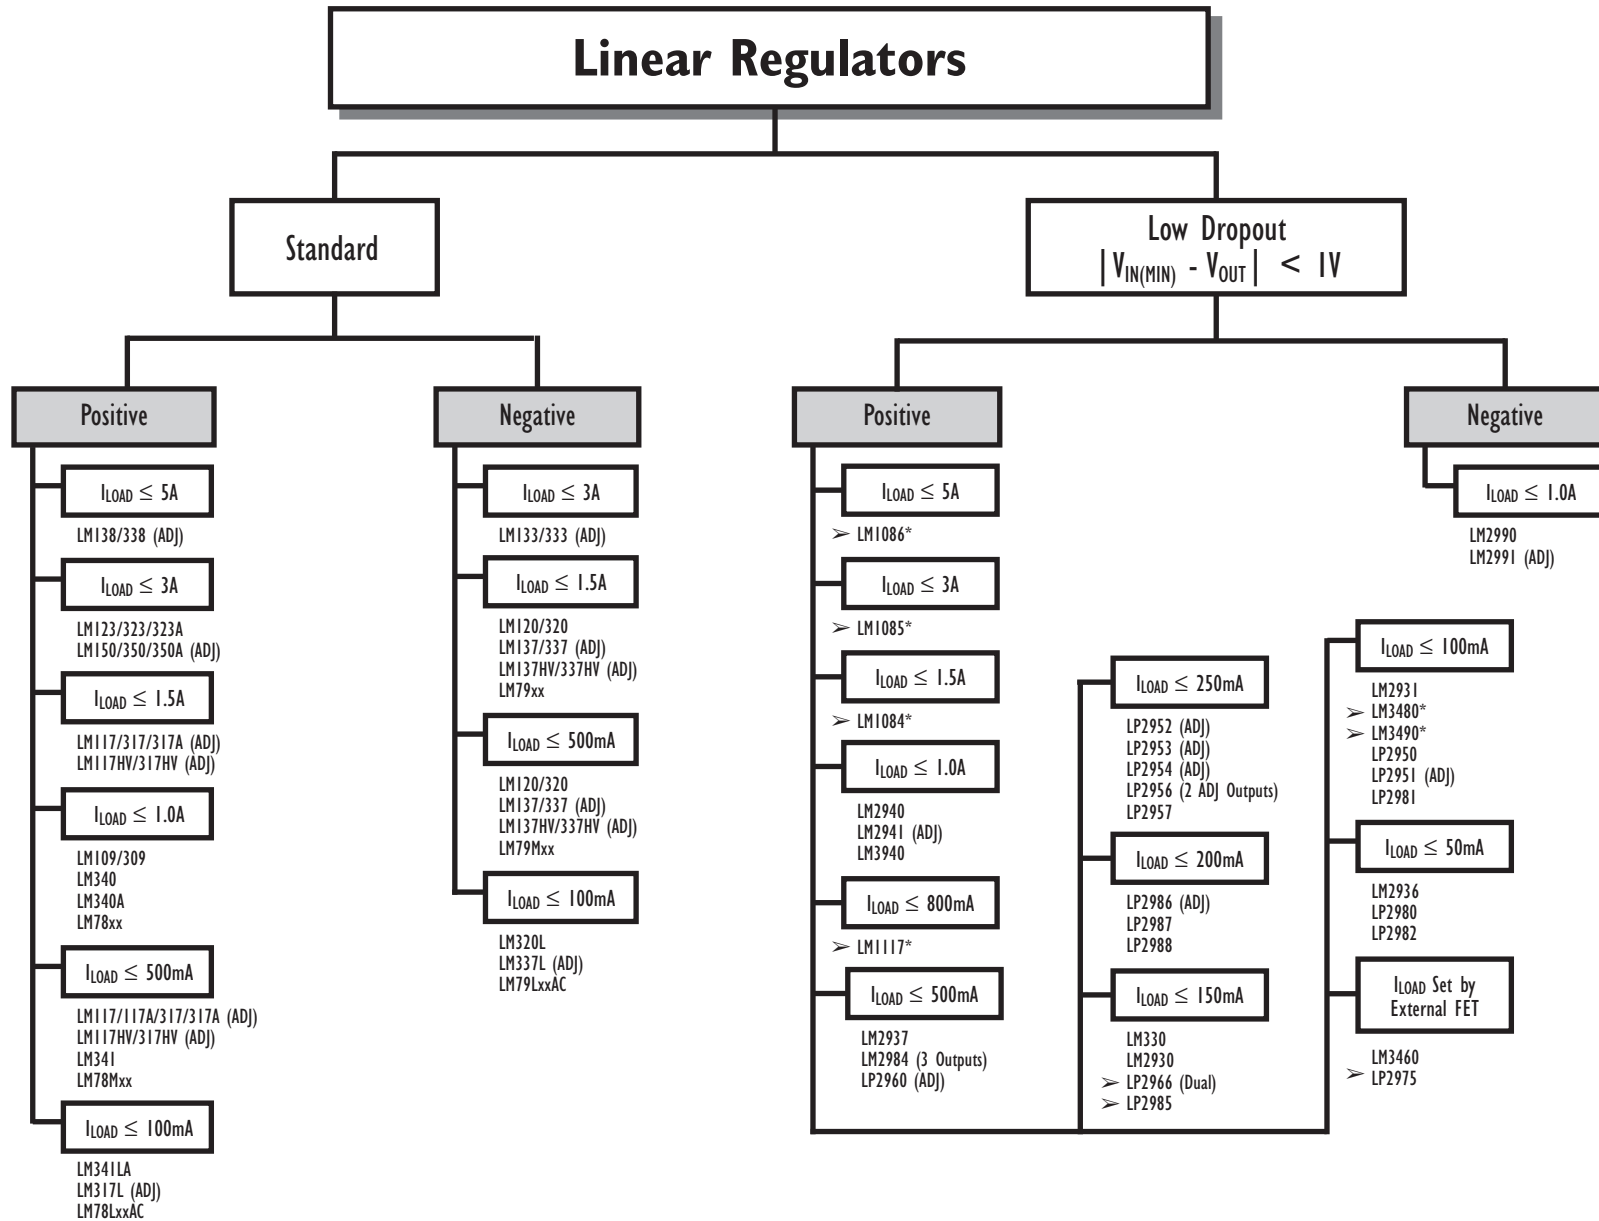 Linear Regulators
Standard
Low Dropout
|VIN(MIN) - VOUT| < 1V
Positive
ILOAD ≤ 5A
LM138/338 (ADJ)
ILOAD ≤ 3A
LM123/323/323A
LM150/350/350A (ADJ)
ILOAD ≤ 1.5A
LM117/317/317A (ADJ)
LM117HV/317HV (ADJ)
ILOAD ≤ 1.0A
LM109/309
LM340
LM340A
LM78xx
ILOAD ≤ 500mA
LM117/117A/317/317A (ADJ)
LM117HV/317HV (ADJ)
LM341
LM78Mxx
ILOAD ≤ 100mA
LM341LA
LM317L (ADJ)
LM78LxxAC
Negative
ILOAD ≤ 3A
LM133/333 (ADJ)
ILOAD ≤ 1.5A
LM120/320
LM137/337 (ADJ)
LM137HV/337HV (ADJ)
LM79xx
ILOAD ≤ 500mA
LM120/320
LM137/337 (ADJ)
LM137HV/337HV (ADJ)
LM79Mxx
ILOAD ≤ 100mA
LM320L
LM337L (ADJ)
LM79LxxAC
Positive
ILOAD ≤ 5A
➢ LM1086*
ILOAD ≤ 3A
➢ LM1085*
ILOAD ≤ 1.5A
➢ LM1084*
ILOAD ≤ 1.0A
LM2940
LM2941 (ADJ)
LM3940
ILOAD ≤ 800mA
➢ LM1117*
ILOAD ≤ 500mA
LM2937
LM2984 (3 Outputs)
LP2960 (ADJ)
ILOAD ≤ 250mA
LP2952 (ADJ)
LP2953 (ADJ)
LP2954 (ADJ)
LP2956 (2 ADJ Outputs)
LP2957
ILOAD ≤ 200mA
LP2986 (ADJ)
LP2987
LP2988
ILOAD ≤ 150mA
LM330
LM2930
➢ LP2966 (Dual)
➢ LP2985
ILOAD ≤ 100mA
LM2931
➢ LM3480*
➢ LM3490*
LP2950
LP2951 (ADJ)
LP2981
ILOAD ≤ 50mA
LM2936
LP2980
LP2982
ILOAD Set by
External FET
LM3460
➢ LP2975
Negative
ILOAD ≤ 1.0A
LM2990
LM2991 (ADJ)